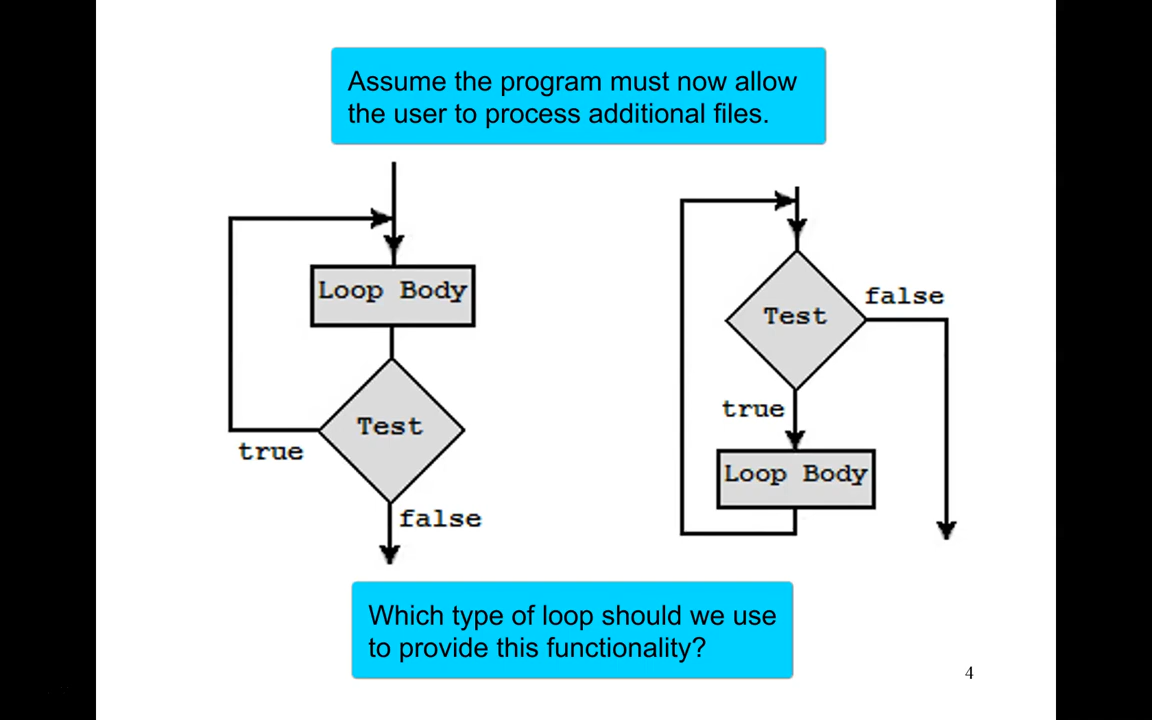 Assume the program must now allow
the user to process additional files.
Loop Body
Test
true
false
Test
false
true
Loop Body
Which type of loop should we use
to provide this functionality?
4